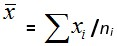 x̅ = ∑xᵢ/nᵢ